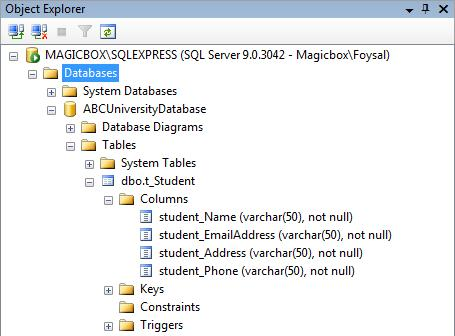 Object Explorer
MAGICBOX\SQLEXPRESS (SQL Server 9.0.3042 - Magicbox\Foysal)
Databases
System Databases
ABCUniversityDatabase
Database Diagrams
Tables
System Tables
dbo.t_Student
Columns
student_Name (varchar(50), not null)
student_EmailAddress (varchar(50), not null)
student_Address (varchar(50), not null)
student_Phone (varchar(50), not null)
Keys
Constraints
Triggers